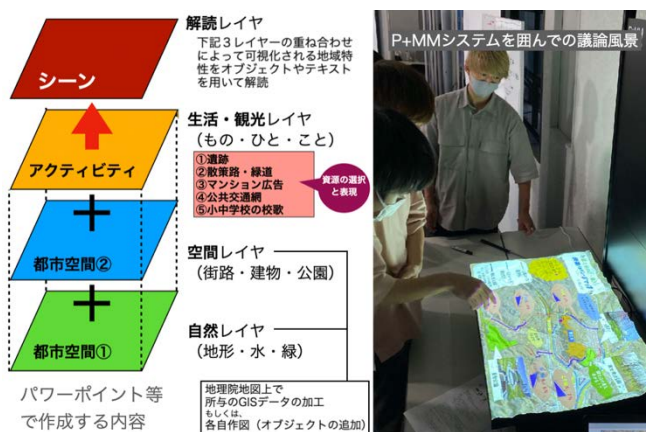 解読レイヤ
下記３レイヤーの重ね合わせ
によって可視化される地域特
性をオブジェクトやテキスト
を用いて解読
シーン
生活・観光レイヤ
（もの・ひと・こと）
①遺跡
②散策路・緑道
③マンション広告
④公共交通網
⑤小中学校の校歌
資源の選択
と表現
アクティビティ
都市空間②
空間レイヤ
（街路・建物・公園）
都市空間①
自然レイヤ
（地形・水・緑）
地理院地図上で
所与のGISデータの加工
もしくは、
各自作図（オブジェクトの追加）
パワーポイント等
で作成する内容
P+MMシステムを囲んでの議論風景